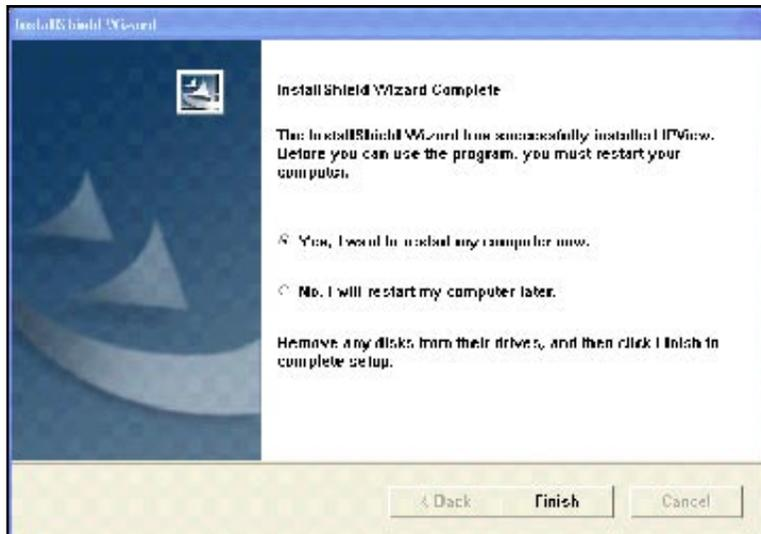 InstallShield Wizard
InstallShield Wizard Complete
The InstallShield Wizard has successfully installed IPView.
Before you can use the program, you must restart your
computer.
Yes, I want to restart my computer now.
No, I will restart my computer later.
Remove any disks from their drives, and then click Finish to
complete setup.
< Back
Finish
Cancel